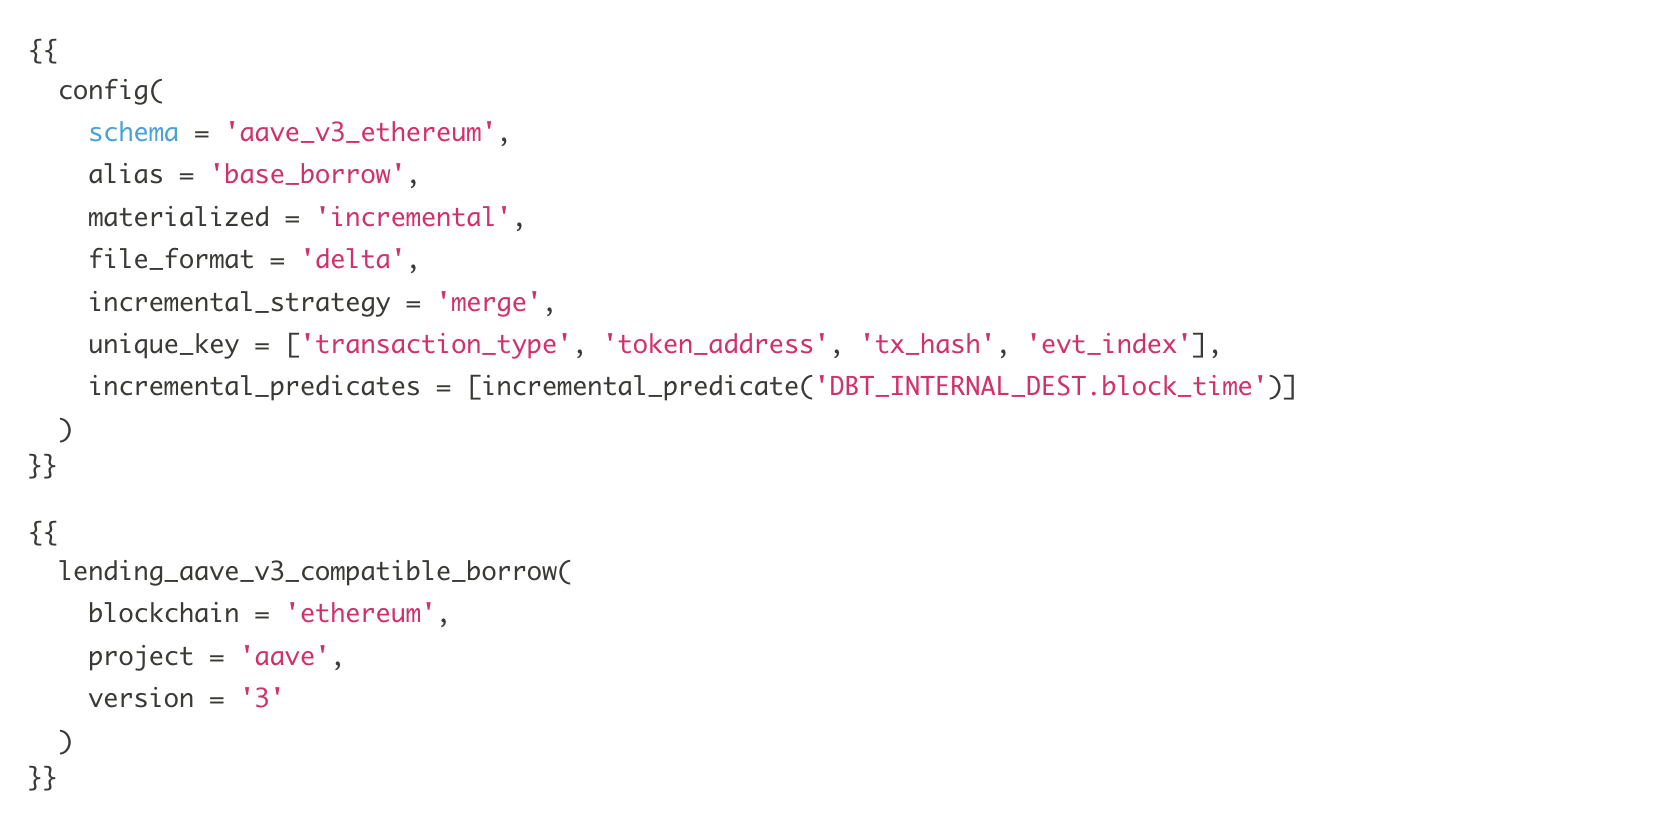 {{
  config(
    schema = 'aave_v3_ethereum',
    alias = 'base_borrow',
    materialized = 'incremental',
    file_format = 'delta',
    incremental_strategy = 'merge',
    unique_key = ['transaction_type', 'token_address', 'tx_hash', 'evt_index'],
    incremental_predicates = [incremental_predicate('DBT_INTERNAL_DEST.block_time')]
  )
}}

{{
  lending_aave_v3_compatible_borrow(
    blockchain = 'ethereum',
    project = 'aave',
    version = '3'
  )
}}